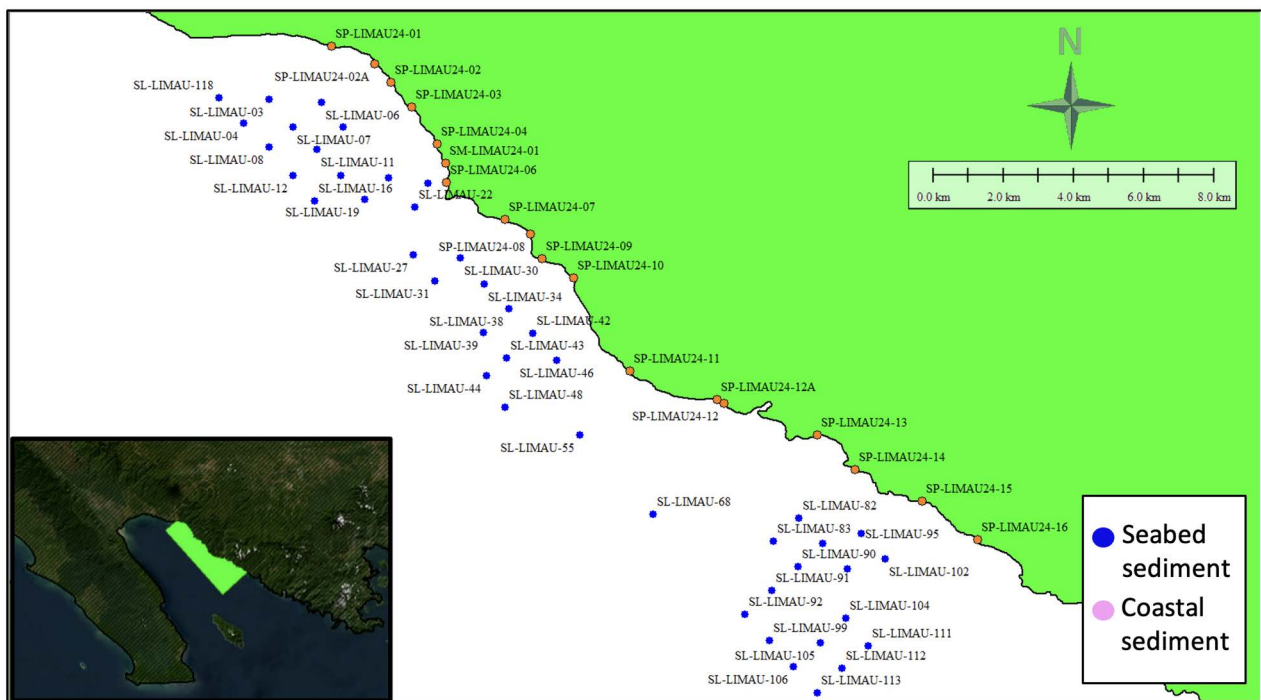 SP-LIMAU24-01
N
SP-LIMAU24-02A
SP-LIMAU24-02
SL-LIMAU-118
SP-LIMAU24-03
SL-LIMAU-03
SL-LIMAU-06
SL-LIMAU-04
SL-LIMAU-07
SP-LIMAU24-04
SM-LIMAU24-01
SL-LIMAU-08
SL-LIMAU-11
SP-LIMAU24-06
SL-LIMAU-12
SL-LIMAU-16
SL-LIMAU-22
0.0 km 2.0 km 4.0 km 6.0 km 8.0 km
SL-LIMAU-19
SP-LIMAU24-07
SP-LIMAU24-08
SP-LIMAU24-09
SL-LIMAU-27
SL-LIMAU-30
SP-LIMAU24-10
SL-LIMAU-31
SL-LIMAU-34
SL-LIMAU-38
SL-LIMAU-42
SL-LIMAU-39
SL-LIMAU-43
SP-LIMAU24-11
SL-LIMAU-46
SL-LIMAU-44
SL-LIMAU-48
SP-LIMAU24-12A
SP-LIMAU24-12
SP-LIMAU24-13
SL-LIMAU-55
SP-LIMAU24-14
SP-LIMAU24-15
SL-LIMAU-68
SL-LIMAU-82
SL-LIMAU-83
SL-LIMAU-95
SP-LIMAU24-16
SL-LIMAU-90
SL-LIMAU-102
SL-LIMAU-91
SL-LIMAU-92
SL-LIMAU-104
SL-LIMAU-99
SL-LIMAU-111
SL-LIMAU-105
SL-LIMAU-112
SL-LIMAU-106
SL-LIMAU-113
Seabed
sediment
Coastal
sediment